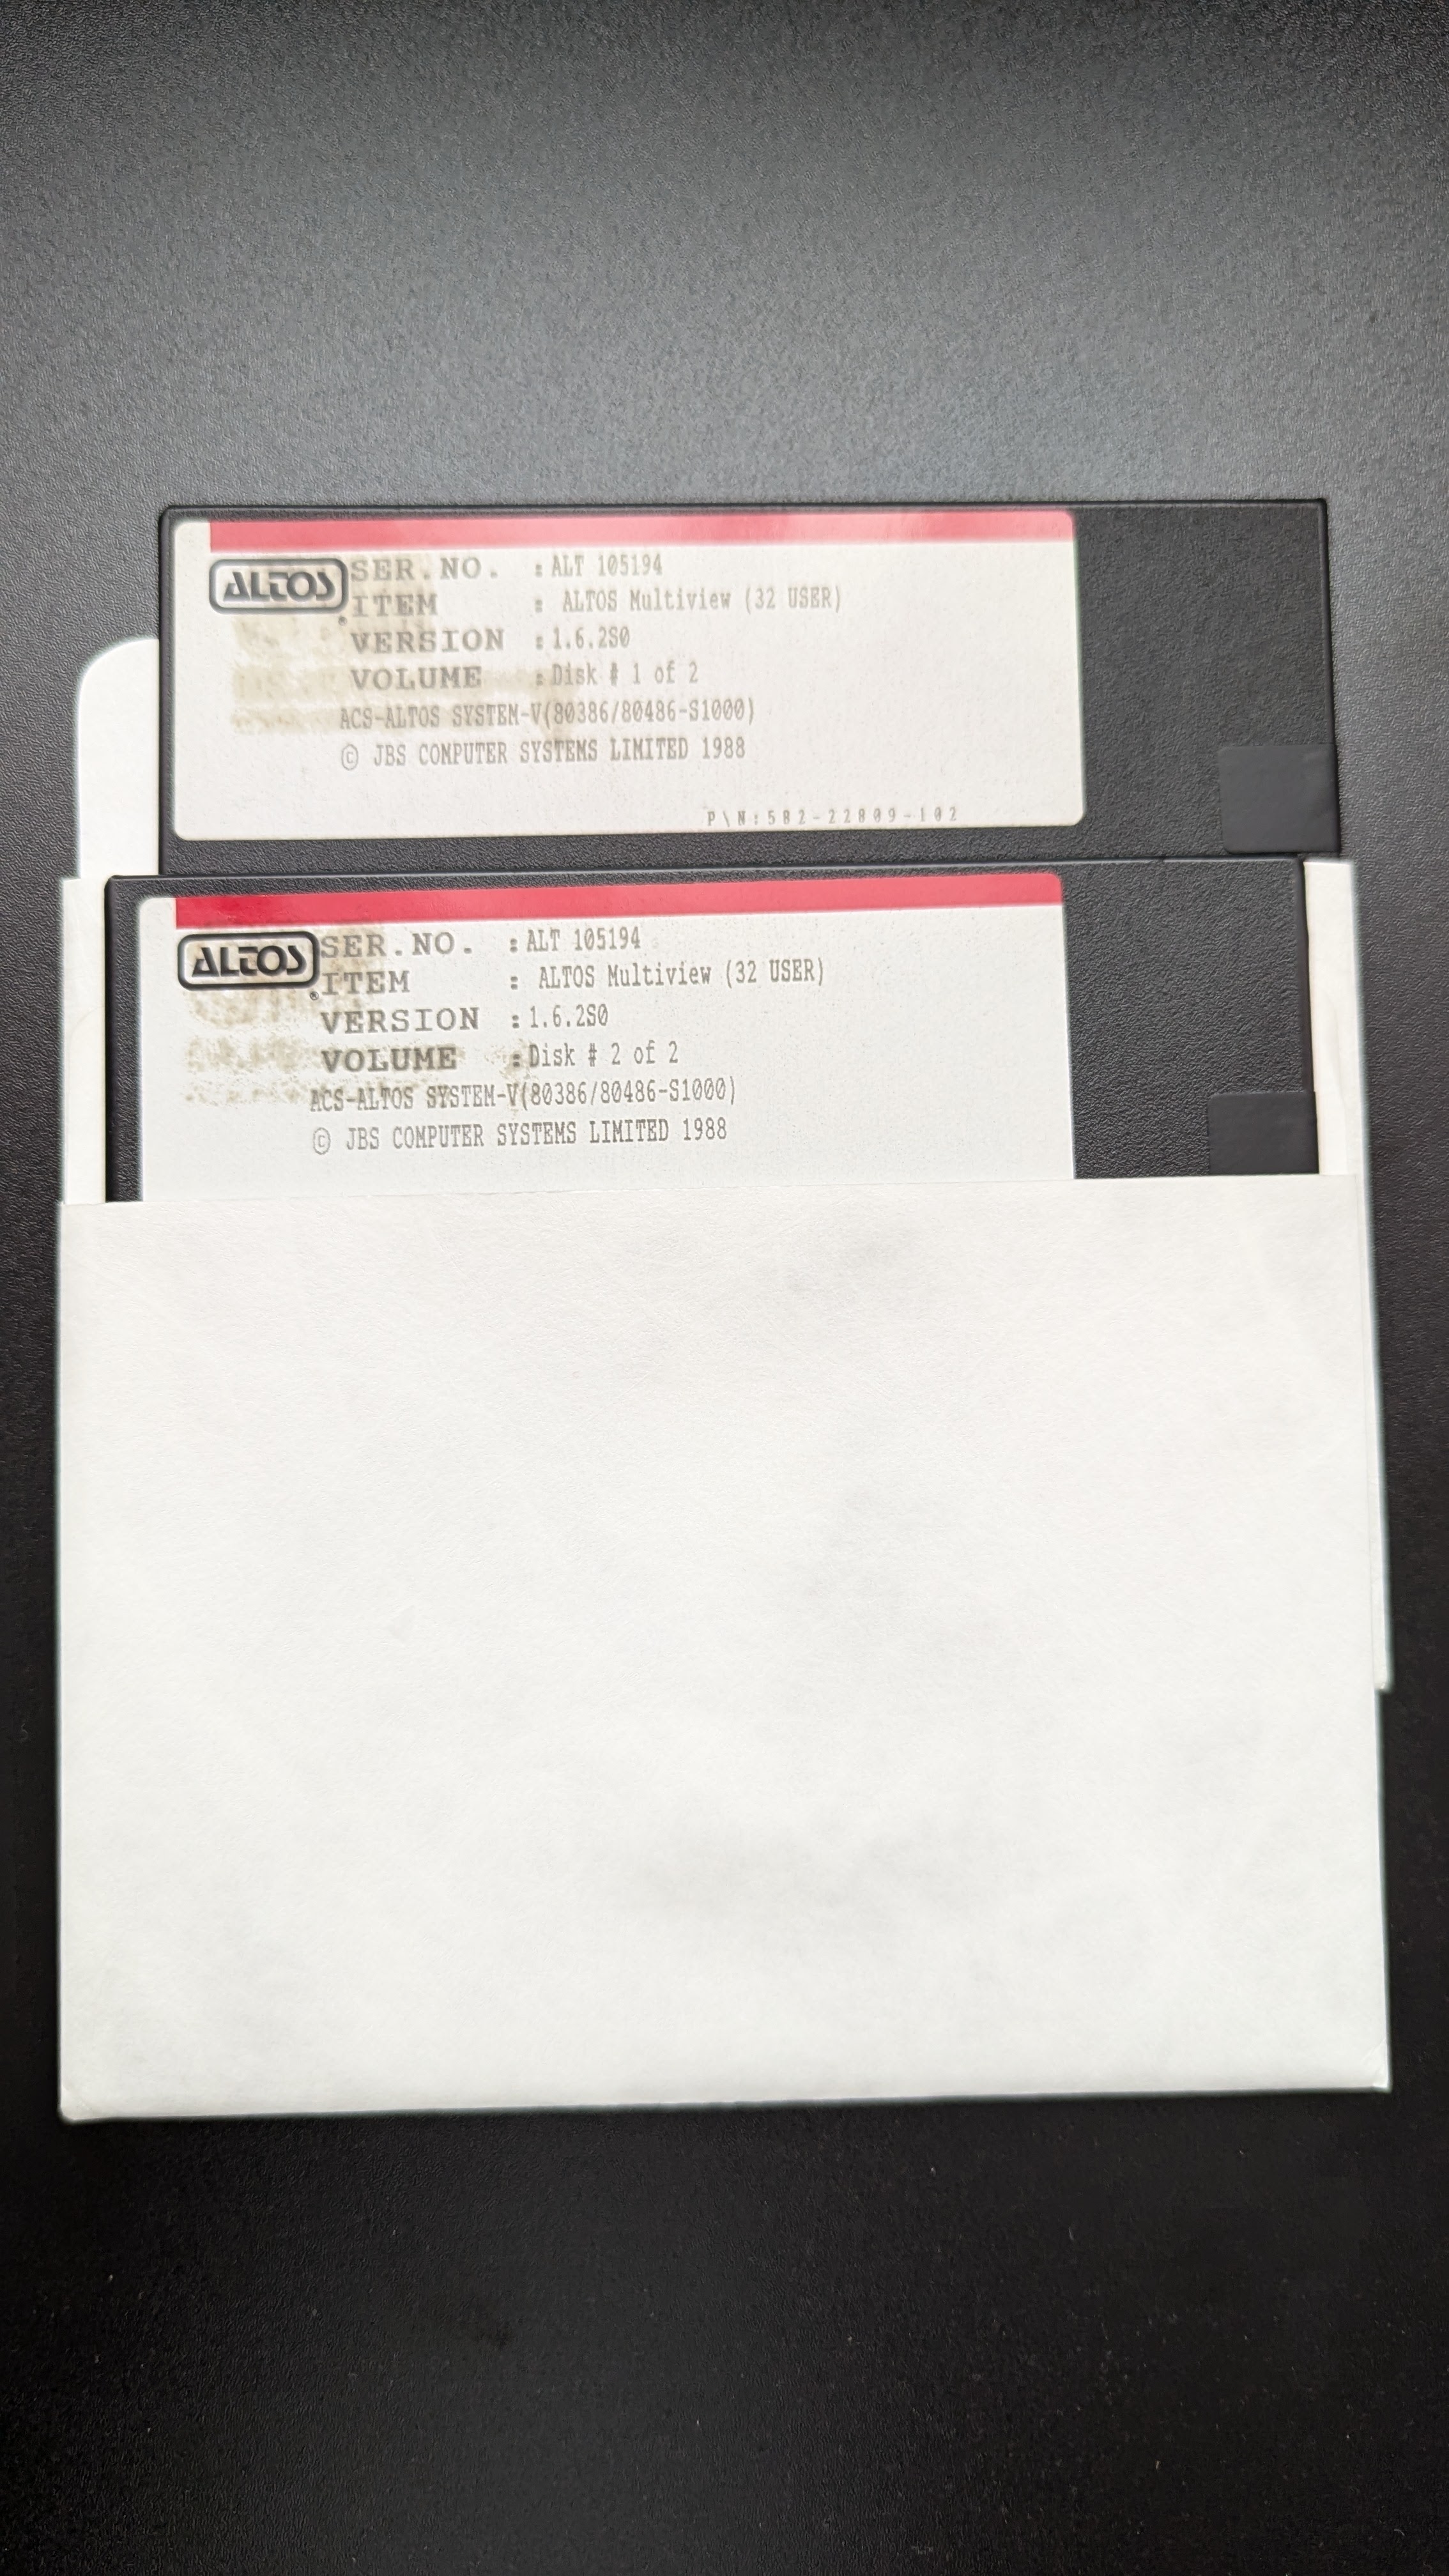 ALTOS
®
SER.NO. : ALT 105194
ITEM : ALTOS Multiview (32 USER)
VERSION : 1.6.2S0
VOLUME : Disk # 1 of 2
ACS-ALTOS SYSTEM-V(80386/80486-S1000)
© JBS COMPUTER SYSTEMS LIMITED 1988
P\N:582-22809-102
ALTOS
®
SER.NO. : ALT 105194
ITEM : ALTOS Multiview (32 USER)
VERSION : 1.6.2S0
VOLUME : Disk # 2 of 2
ACS-ALTOS SYSTEM-V(80386/80486-S1000)
© JBS COMPUTER SYSTEMS LIMITED 1988